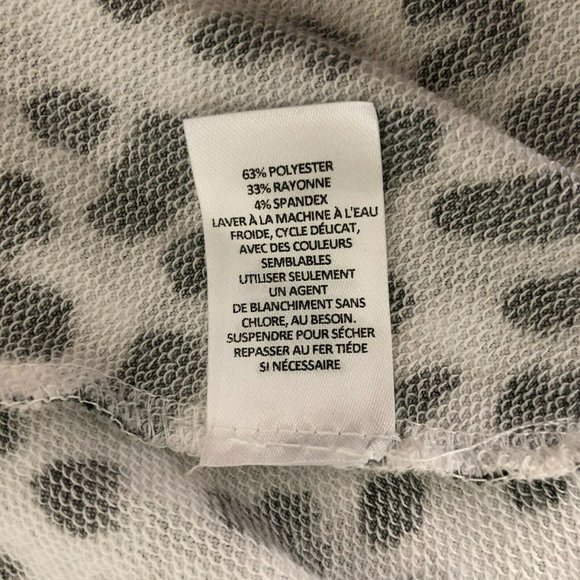 63% POLYESTER
33% RAYONNE
4% SPANDEX
LAVER À LA MACHINE À L'EAU
FROIDE, CYCLE DÉLICAT,
AVEC DES COULEURS
SEMBLABLES
UTILISER SEULEMENT
UN AGENT
DE BLANCHIMENT SANS
CHLORE, AU BESOIN.
SUSPENDRE POUR SÉCHER
REPASSER AU FER TIÉDE
SI NÉCESSAIRE